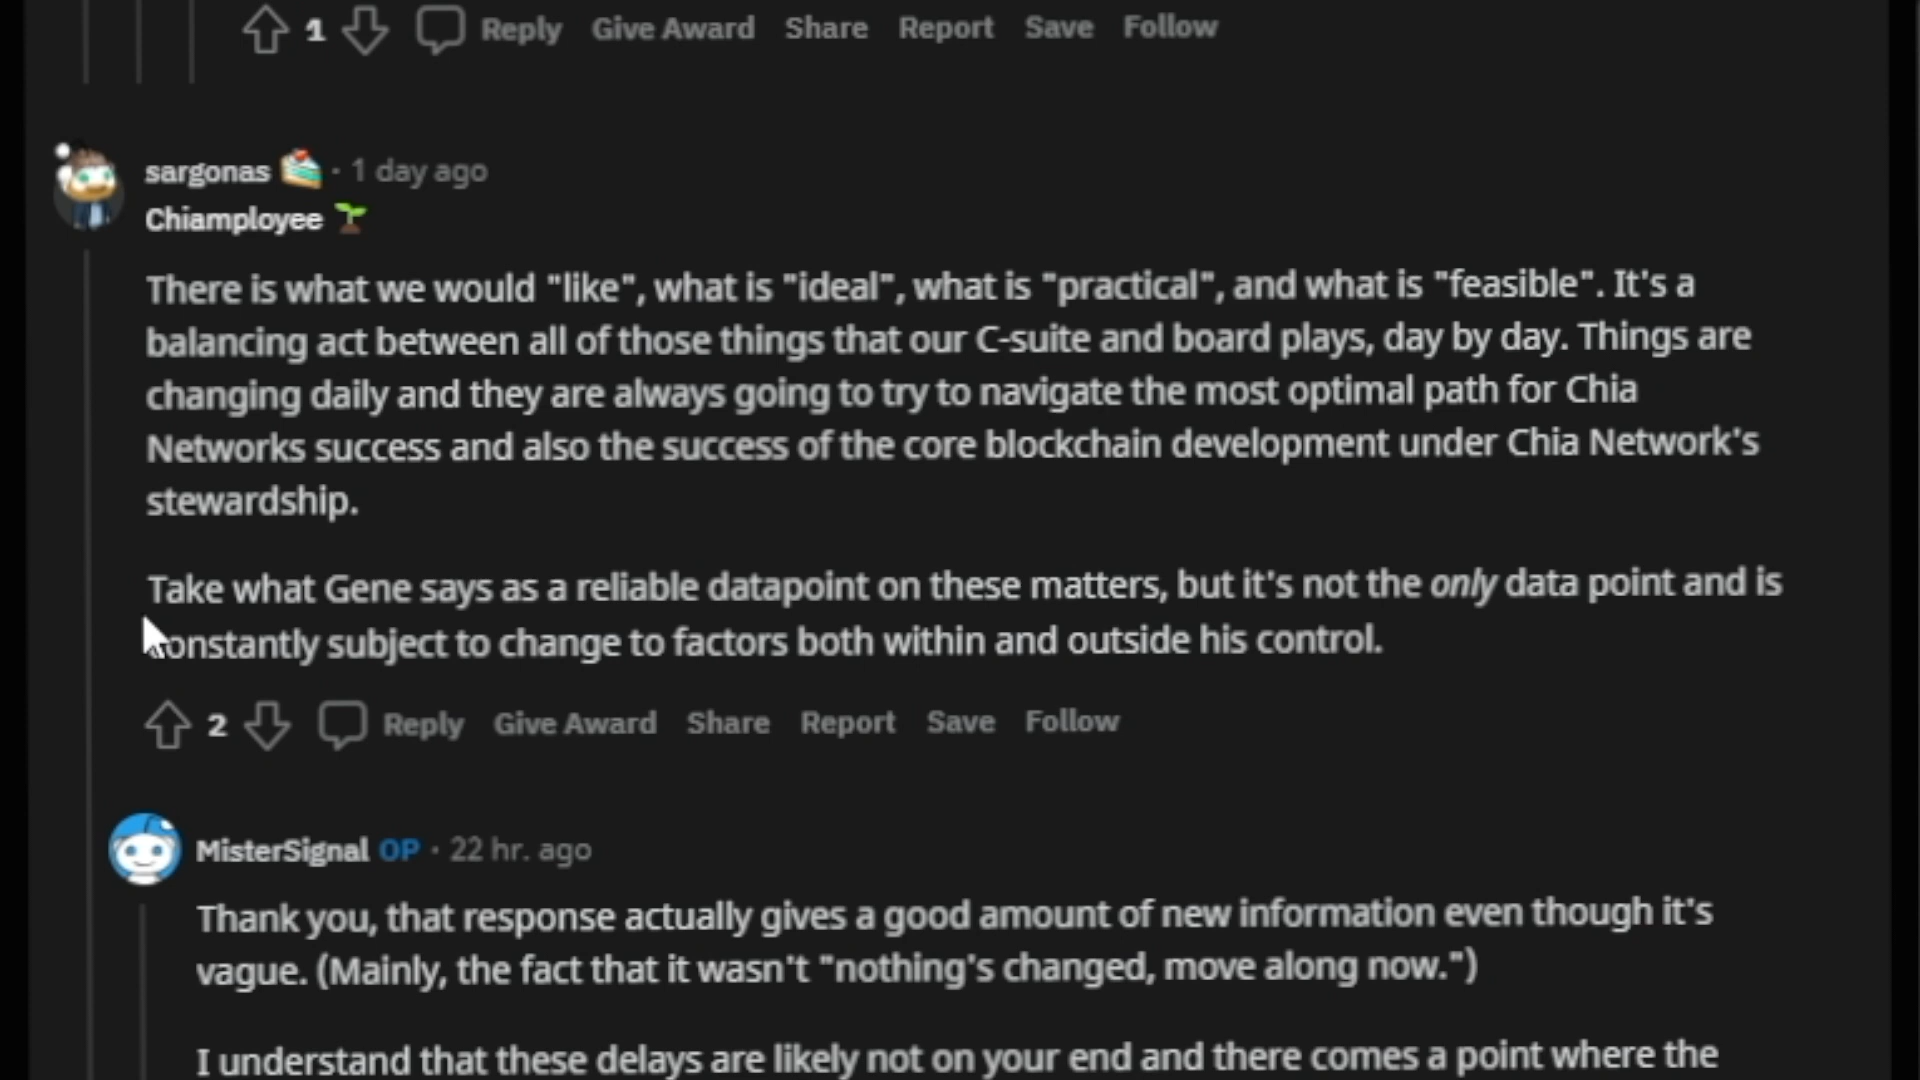 1 Reply Give Award Share Report Save Follow
sargonas · 1 day ago
Chiamployee
There is what we would "like", what is "ideal", what is "practical", and what is "feasible". It's a
balancing act between all of those things that our C-suite and board plays, day by day. Things are
changing daily and they are always going to try to navigate the most optimal path for Chia
Networks success and also the success of the core blockchain development under Chia Network's
stewardship.
Take what Gene says as a reliable datapoint on these matters, but it's not the only data point and is
constantly subject to change to factors both within and outside his control.
2 Reply Give Award Share Report Save Follow
MisterSignal OP · 22 hr. ago
Thank you, that response actually gives a good amount of new information even though it's
vague. (Mainly, the fact that it wasn't "nothing's changed, move along now.")
I understand that these delays are likely not on your end and there comes a point where the